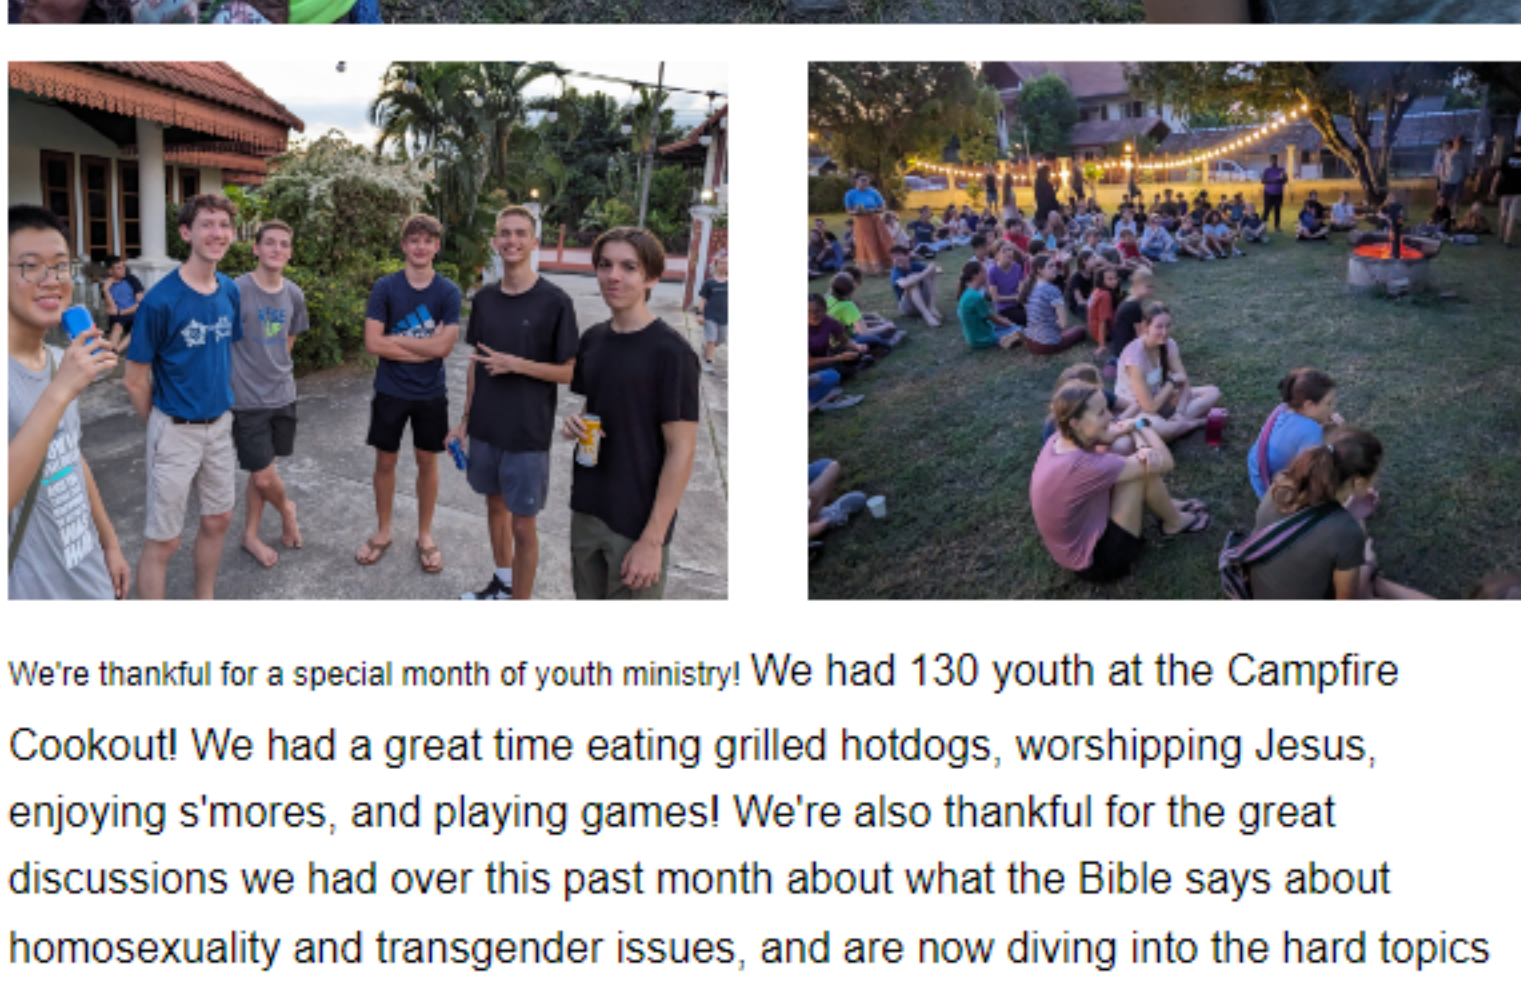 RISE
UP
We're thankful for a special month of youth ministry! We had 130 youth at the Campfire
Cookout! We had a great time eating grilled hotdogs, worshipping Jesus,
enjoying s'mores, and playing games! We're also thankful for the great
discussions we had over this past month about what the Bible says about
homosexuality and transgender issues, and are now diving into the hard topics